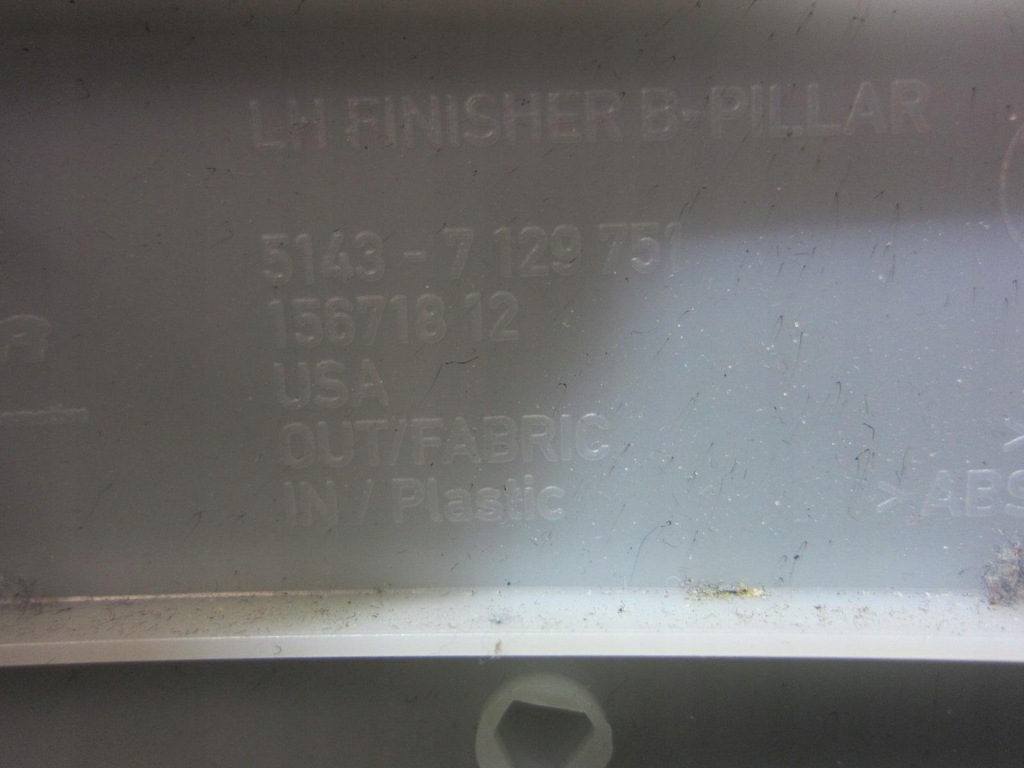 LH FINISHER B-PILLAR
5143 - 7 129 751
156718 12
USA
OUT/FABRIC
IN / Plastic
> ABS